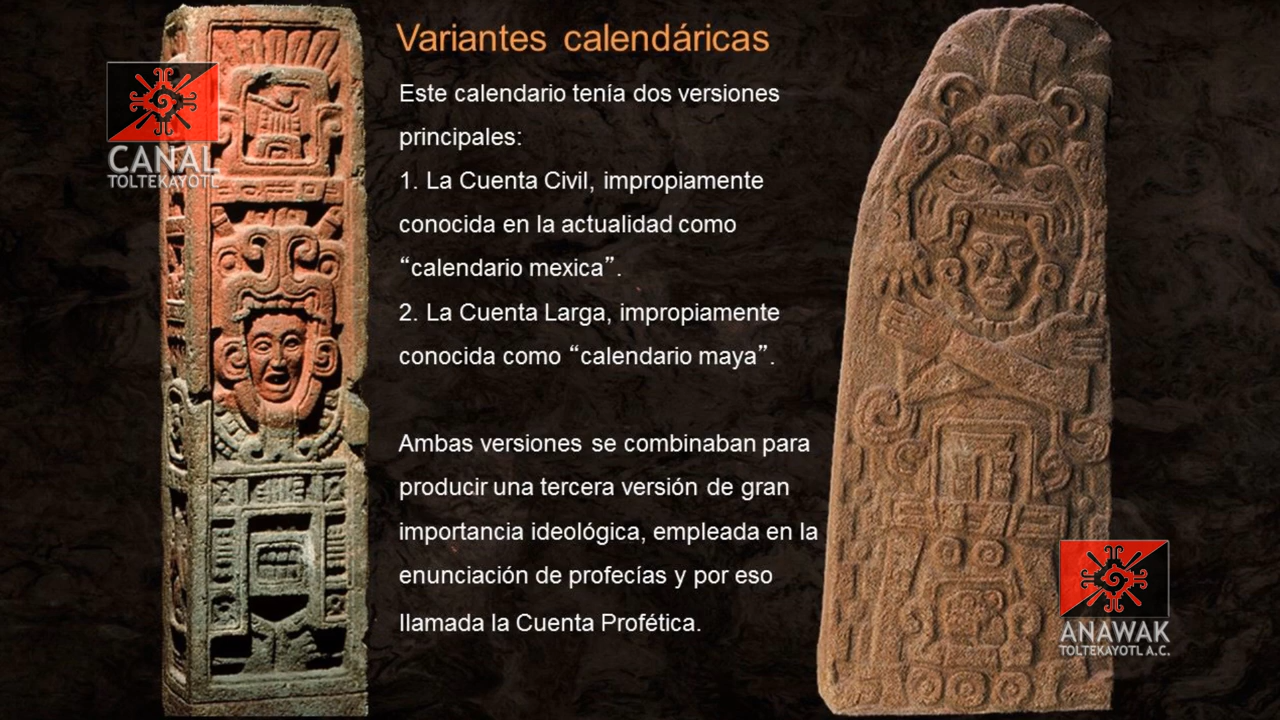 Variantes calendáricas
Este calendario tenía dos versiones
principales:
1. La Cuenta Civil, impropiamente
conocida en la actualidad como
“calendario mexica”.
2. La Cuenta Larga, impropiamente
conocida como “calendario maya”.
Ambas versiones se combinaban para
producir una tercera versión de gran
importancia ideológica, empleada en la
enunciación de profecías y por eso
llamada la Cuenta Profética.
CANAL
TOLTEKAYOTL
ANAWAK
TOLTEKAYOTL A.C.